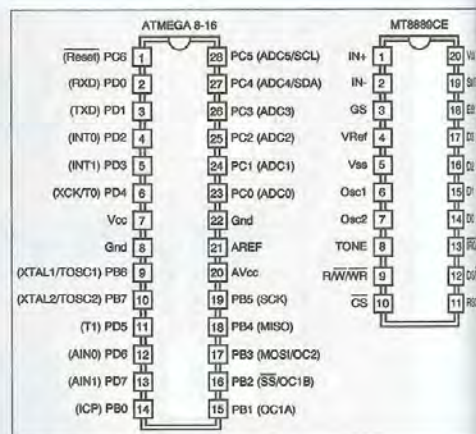 ATMEGA 8-16
(Reset) PC6 1 28 PC5 (ADC5/SCL)
(RXD) PD0 2 27 PC4 (ADC4/SDA)
(TXD) PD1 3 26 PC3 (ADC3)
(INT0) PD2 4 25 PC2 (ADC2)
(INT1) PD3 5 24 PC1 (ADC1)
(XCK/T0) PD4 6 23 PC0 (ADC0)
Vcc 7 22 Gnd
Gnd 8 21 AREF
(XTAL1/TOSC1) PB6 9 20 AVcc
(XTAL2/TOSC2) PB7 10 19 PB5 (SCK)
(T1) PD5 11 18 PB4 (MISO)
(AIN0) PD6 12 17 PB3 (MOSI/OC2)
(AIN1) PD7 13 16 PB2 (SS/OC1B)
(ICP) PB0 14 15 PB1 (OC1A)
MT8889CE
IN+ 1 20
IN- 2 19
GS 3 18
VRef 4 17
Vss 5 16 D2
Osc1 6 15 D1
Osc2 7 14 D0
TONE 8 13
R/W/WR 9 12
CS 10 11